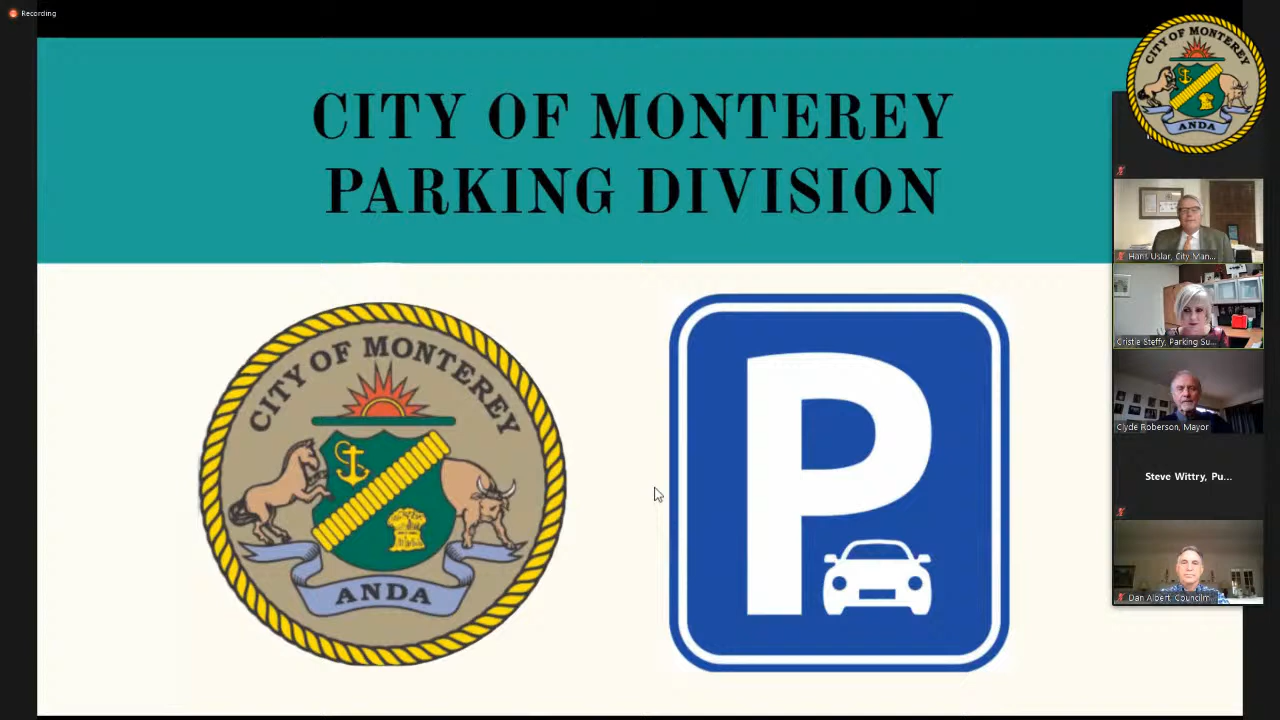 Recording
CITY OF MONTEREY
PARKING DIVISION
CITY OF MONTEREY
ANDA
P
CITY OF MONTEREY
ANDA
Hans Uslar, City Man...
Cristie Steffy, Parking Su...
Clyde Roberson, Mayor
Steve Wittry, Pu...
Dan Albert, Councilm...